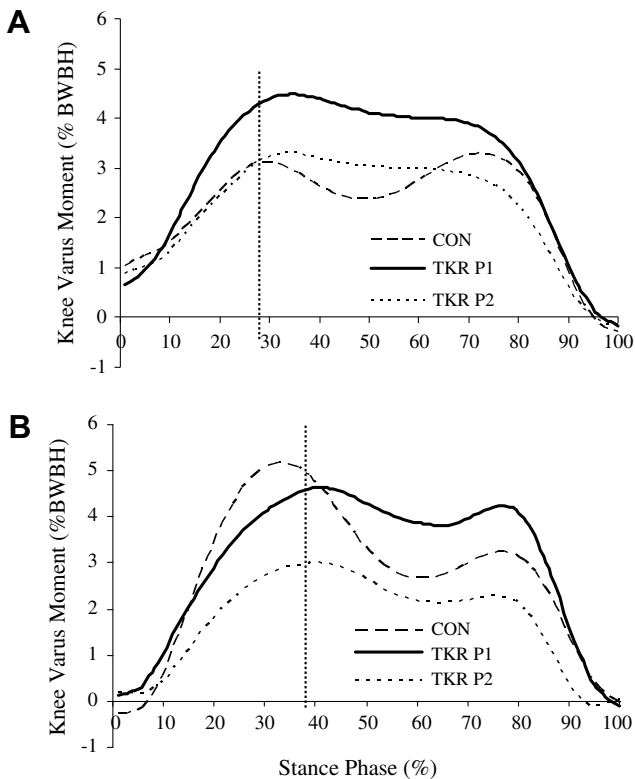 A
Knee Varus Moment (% BWBH)
6
5
4
3
2
1
0
-1
0 10 20 30 40 50 60 70 80 90 100
CON
TKR P1
TKR P2
B
Knee Varus Moment (%BWBH)
6
5
4
3
2
1
0
-1
0 10 20 30 40 50 60 70 80 90 100
CON
TKR P1
TKR P2
Stance Phase (%)